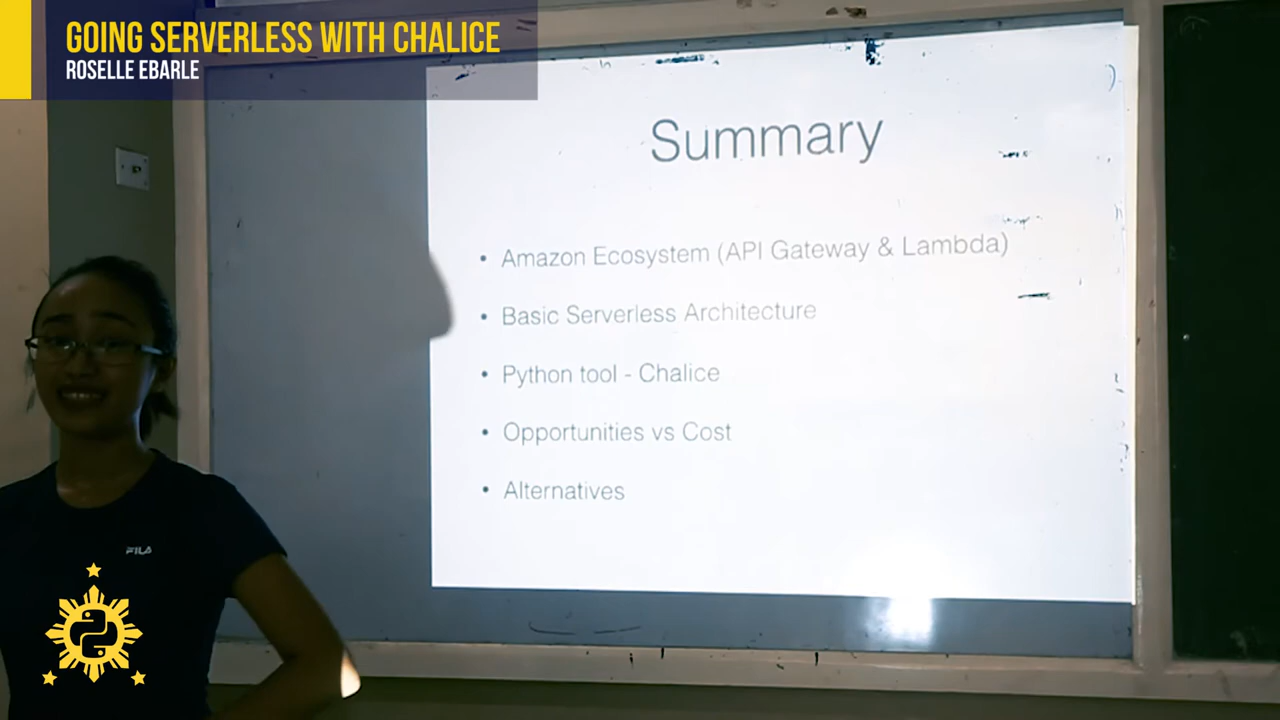 GOING SERVERLESS WITH CHALICE
ROSELLE EBARLE
Summary
• Amazon Ecosystem (API Gateway & Lambda)
• Basic Serverless Architecture
• Python tool - Chalice
• Opportunities vs Cost
• Alternatives
FILA